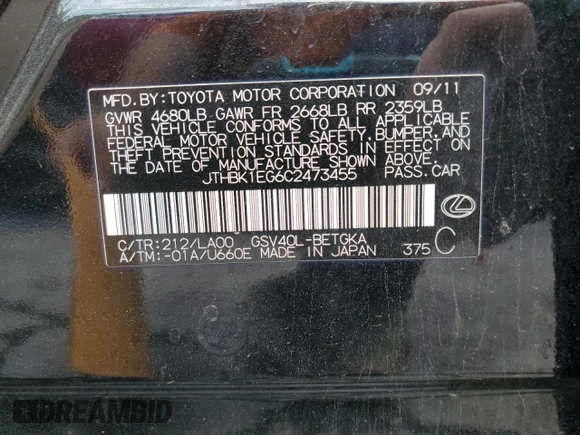 MFD.BY:TOYOTA MOTOR CORPORATION 09/11
GVWR 4680LB GAWR FR 2668LB RR 2359LB
THIS VEHICLE CONFORMS TO ALL APPLICABLE
FEDERAL MOTOR VEHICLE SAFETY,BUMPER,AND
THEFT PREVENTION STANDARDS IN EFFECT ON
THE DATE OF MANUFACTURE SHOWN ABOVE.
JTHBK1EG6C2473455 PASS.CAR
C/TR:212/LA00 GSV40L-BETGKA
A/TM:-01A/U660E MADE IN JAPAN 375 C
DREAMBID